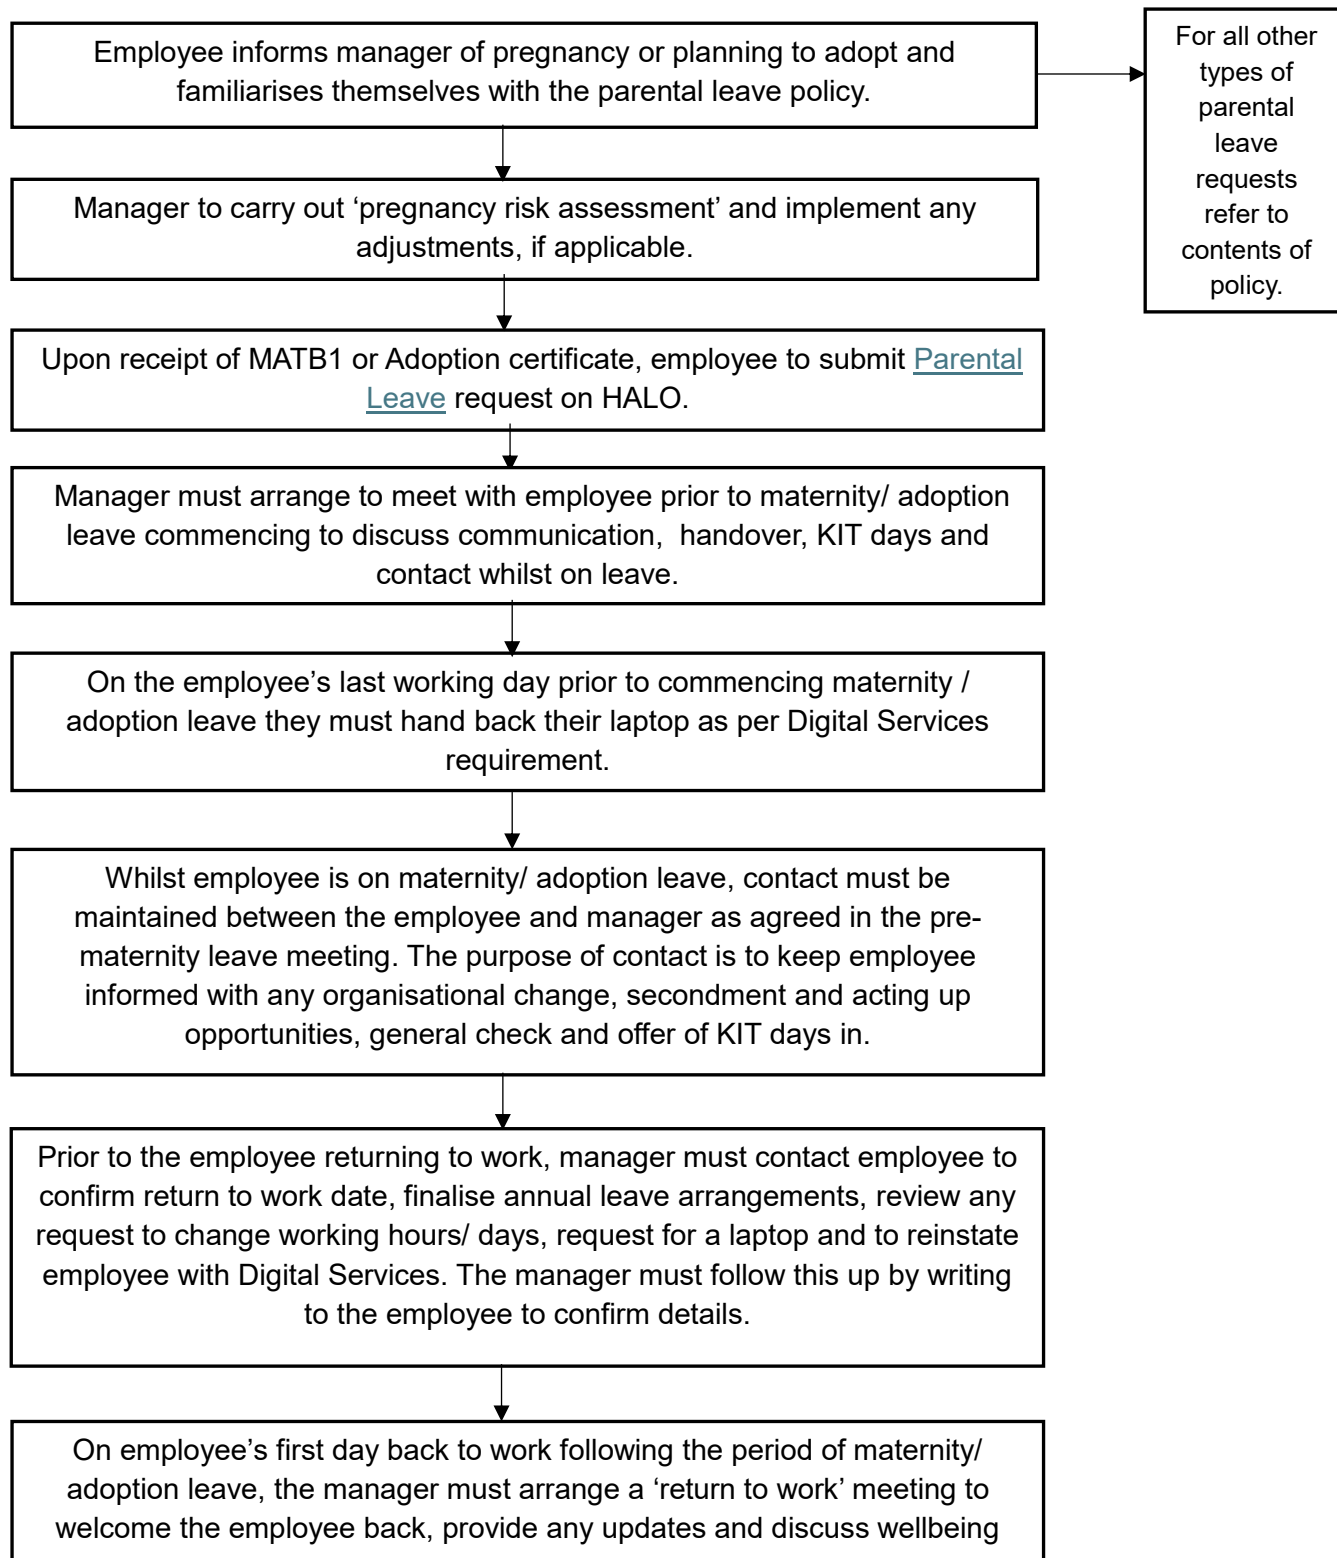 Employee informs manager of pregnancy or planning to adopt and
familiarises themselves with the parental leave policy.
For all other
types of
parental
leave
requests
refer to
contents of
policy.
Manager to carry out ‘pregnancy risk assessment’ and implement any
adjustments, if applicable.
Upon receipt of MATB1 or Adoption certificate, employee to submit Parental
Leave request on HALO.
Manager must arrange to meet with employee prior to maternity/ adoption
leave commencing to discuss communication,  handover, KIT days and
contact whilst on leave.
On the employee’s last working day prior to commencing maternity /
adoption leave they must hand back their laptop as per Digital Services
requirement.
Whilst employee is on maternity/ adoption leave, contact must be
maintained between the employee and manager as agreed in the pre-
maternity leave meeting. The purpose of contact is to keep employee
informed with any organisational change, secondment and acting up
opportunities, general check and offer of KIT days in.
Prior to the employee returning to work, manager must contact employee to
confirm return to work date, finalise annual leave arrangements, review any
request to change working hours/ days, request for a laptop and to reinstate
employee with Digital Services. The manager must follow this up by writing
to the employee to confirm details.
On employee’s first day back to work following the period of maternity/
adoption leave, the manager must arrange a ‘return to work’ meeting to
welcome the employee back, provide any updates and discuss wellbeing